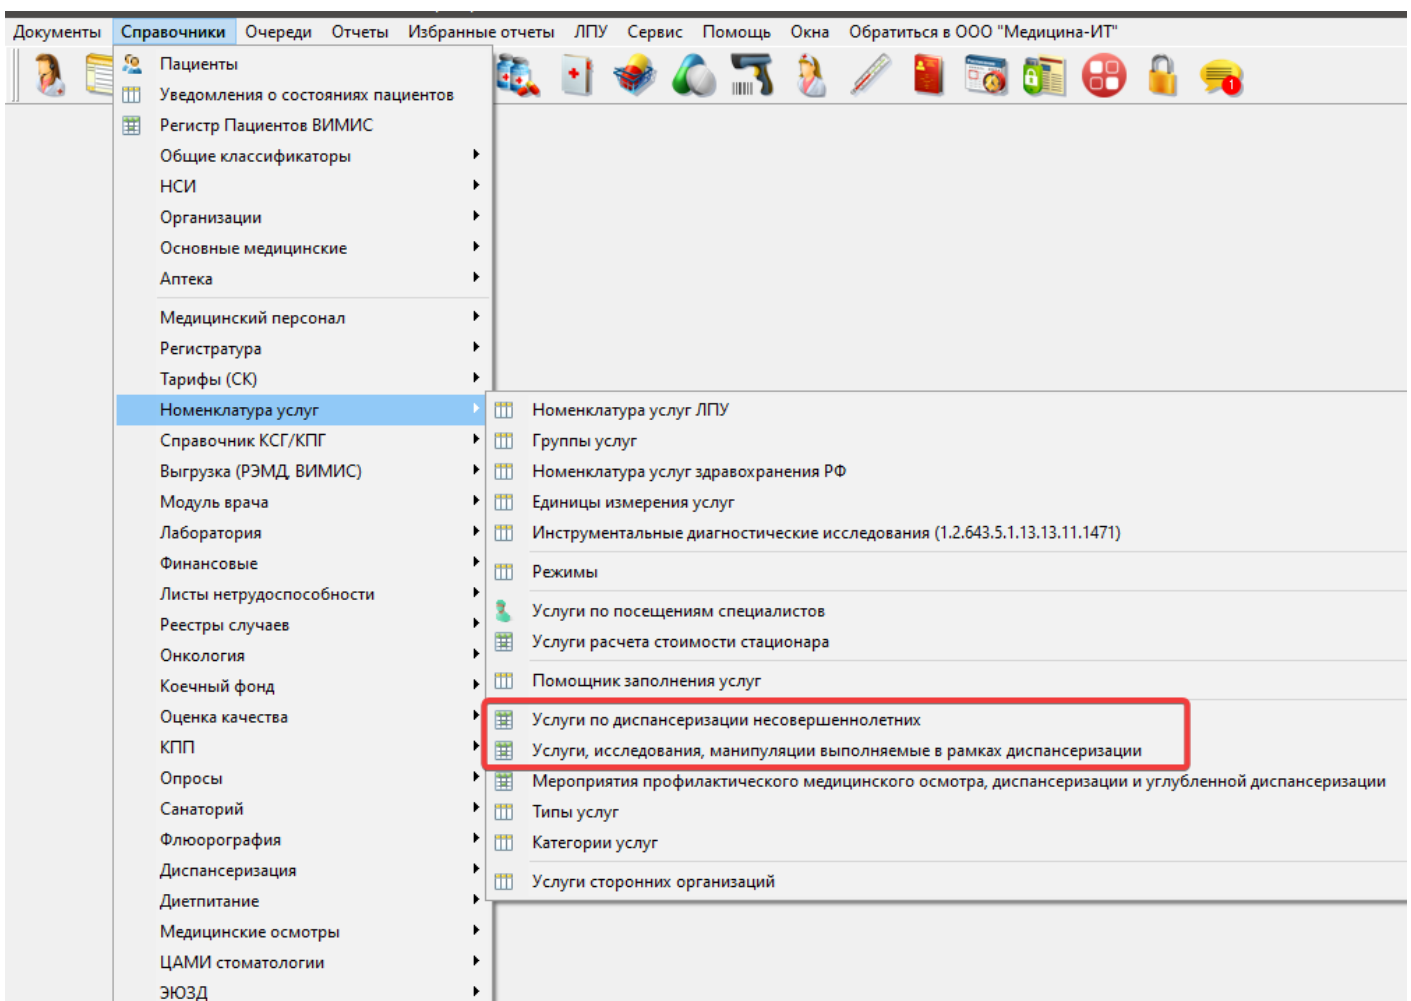 Документы Справочники Очереди Отчеты Избранные отчеты ЛПУ Сервис Помощь Окна Обратиться в ООО "Медицина-ИТ"
Пациенты
Уведомления о состояниях пациентов
Регистр Пациентов ВИМИС
Общие классификаторы
НСИ
Организации
Основные медицинские
Аптека
Медицинский персонал
Регистратура
Тарифы (СК)
Номенклатура услуг
Справочник КСГ/КПГ
Выгрузка (РЭМД, ВИМИС)
Модуль врача
Лаборатория
Финансовые
Листы нетрудоспособности
Реестры случаев
Онкология
Коечный фонд
Оценка качества
КПП
Опросы
Санаторий
Флюорография
Диспансеризация
Диетпитание
Медицинские осмотры
ЦАМИ стоматологии
ЭЮЗД
Номенклатура услуг ЛПУ
Группы услуг
Номенклатура услуг здравохранения РФ
Единицы измерения услуг
Инструментальные диагностические исследования (1.2.643.5.1.13.13.11.1471)
Режимы
Услуги по посещениям специалистов
Услуги расчета стоимости стационара
Помощник заполнения услуг
Услуги по диспансеризации несовершеннолетних
Услуги, исследования, манипуляции выполняемые в рамках диспансеризации
Мероприятия профилактического медицинского осмотра, диспансеризации и углубленной диспансеризации
Типы услуг
Категории услуг
Услуги сторонних организаций
1